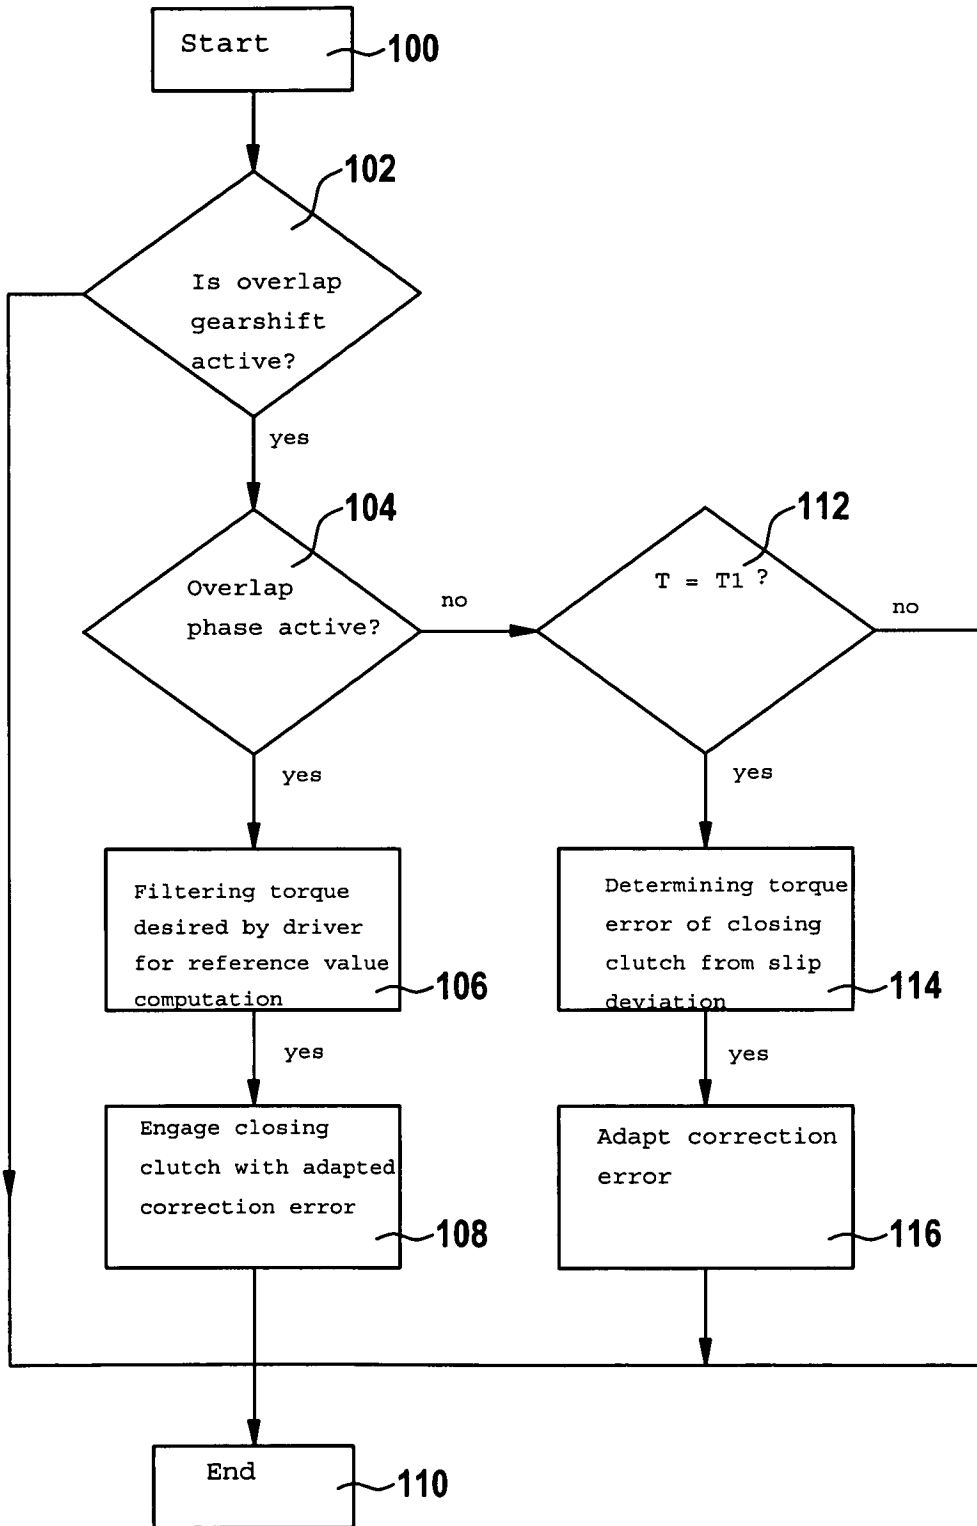 Start
100
102
Is overlap
gearshift
active?
yes
104
Overlap
phase active?
no
112
T = T1 ?
no
yes
yes
Filtering torque
desired by driver
for reference value
computation
106
Determining torque
error of closing
clutch from slip
deviation
114
yes
yes
Engage closing
clutch with adapted
correction error
108
Adapt correction
error
116
End
110